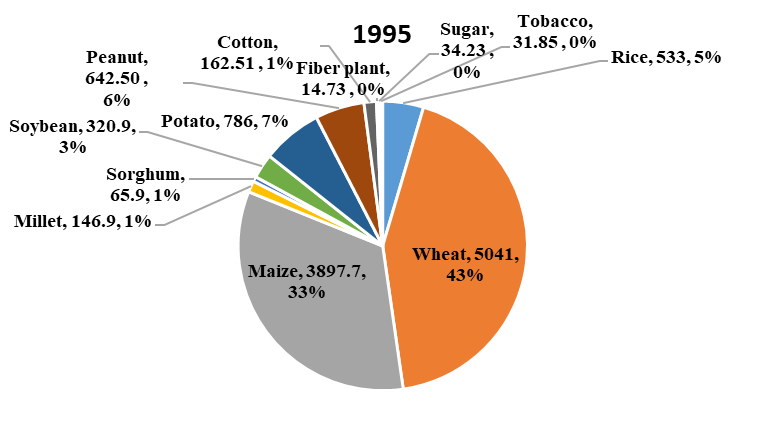 1995
Rice, 533, 5%
Wheat, 5041,
43%
Maize, 3897.7,
33%
Millet, 146.9, 1%
Sorghum,
65.9, 1%
Soybean, 320.9,
3%
Potato, 786, 7%
Peanut,
642.50 ,
6%
Cotton,
162.51 , 1%
Fiber plant,
14.73 , 0%
Sugar,
34.23 ,
0%
Tobacco,
31.85 , 0%